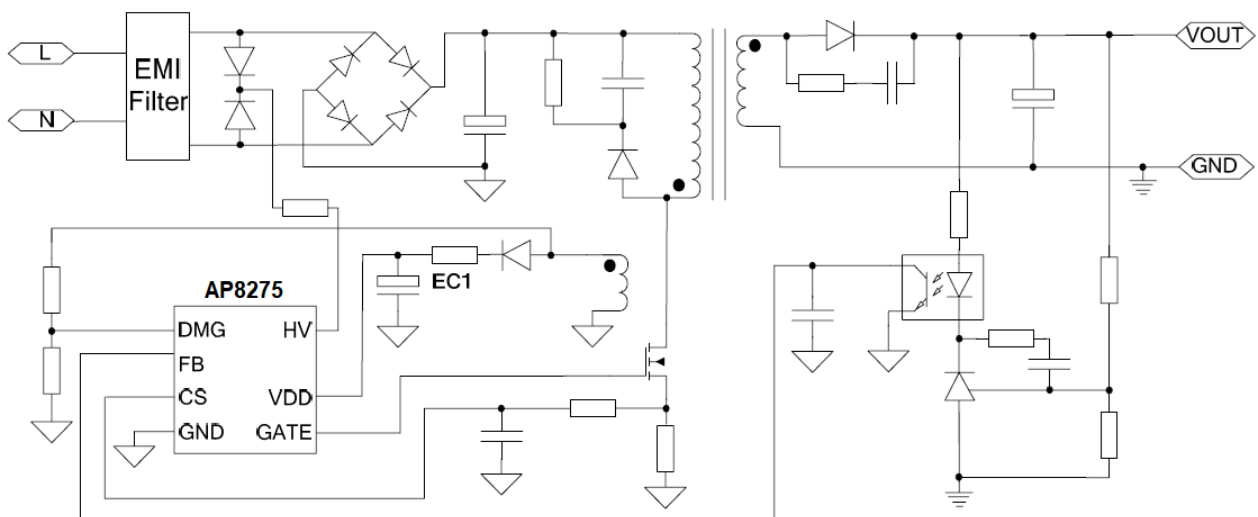 L
EMI
Filter
N
VOUT
GND
EC1
AP8275
DMG
HV
FB
CS
VDD
GND
GATE